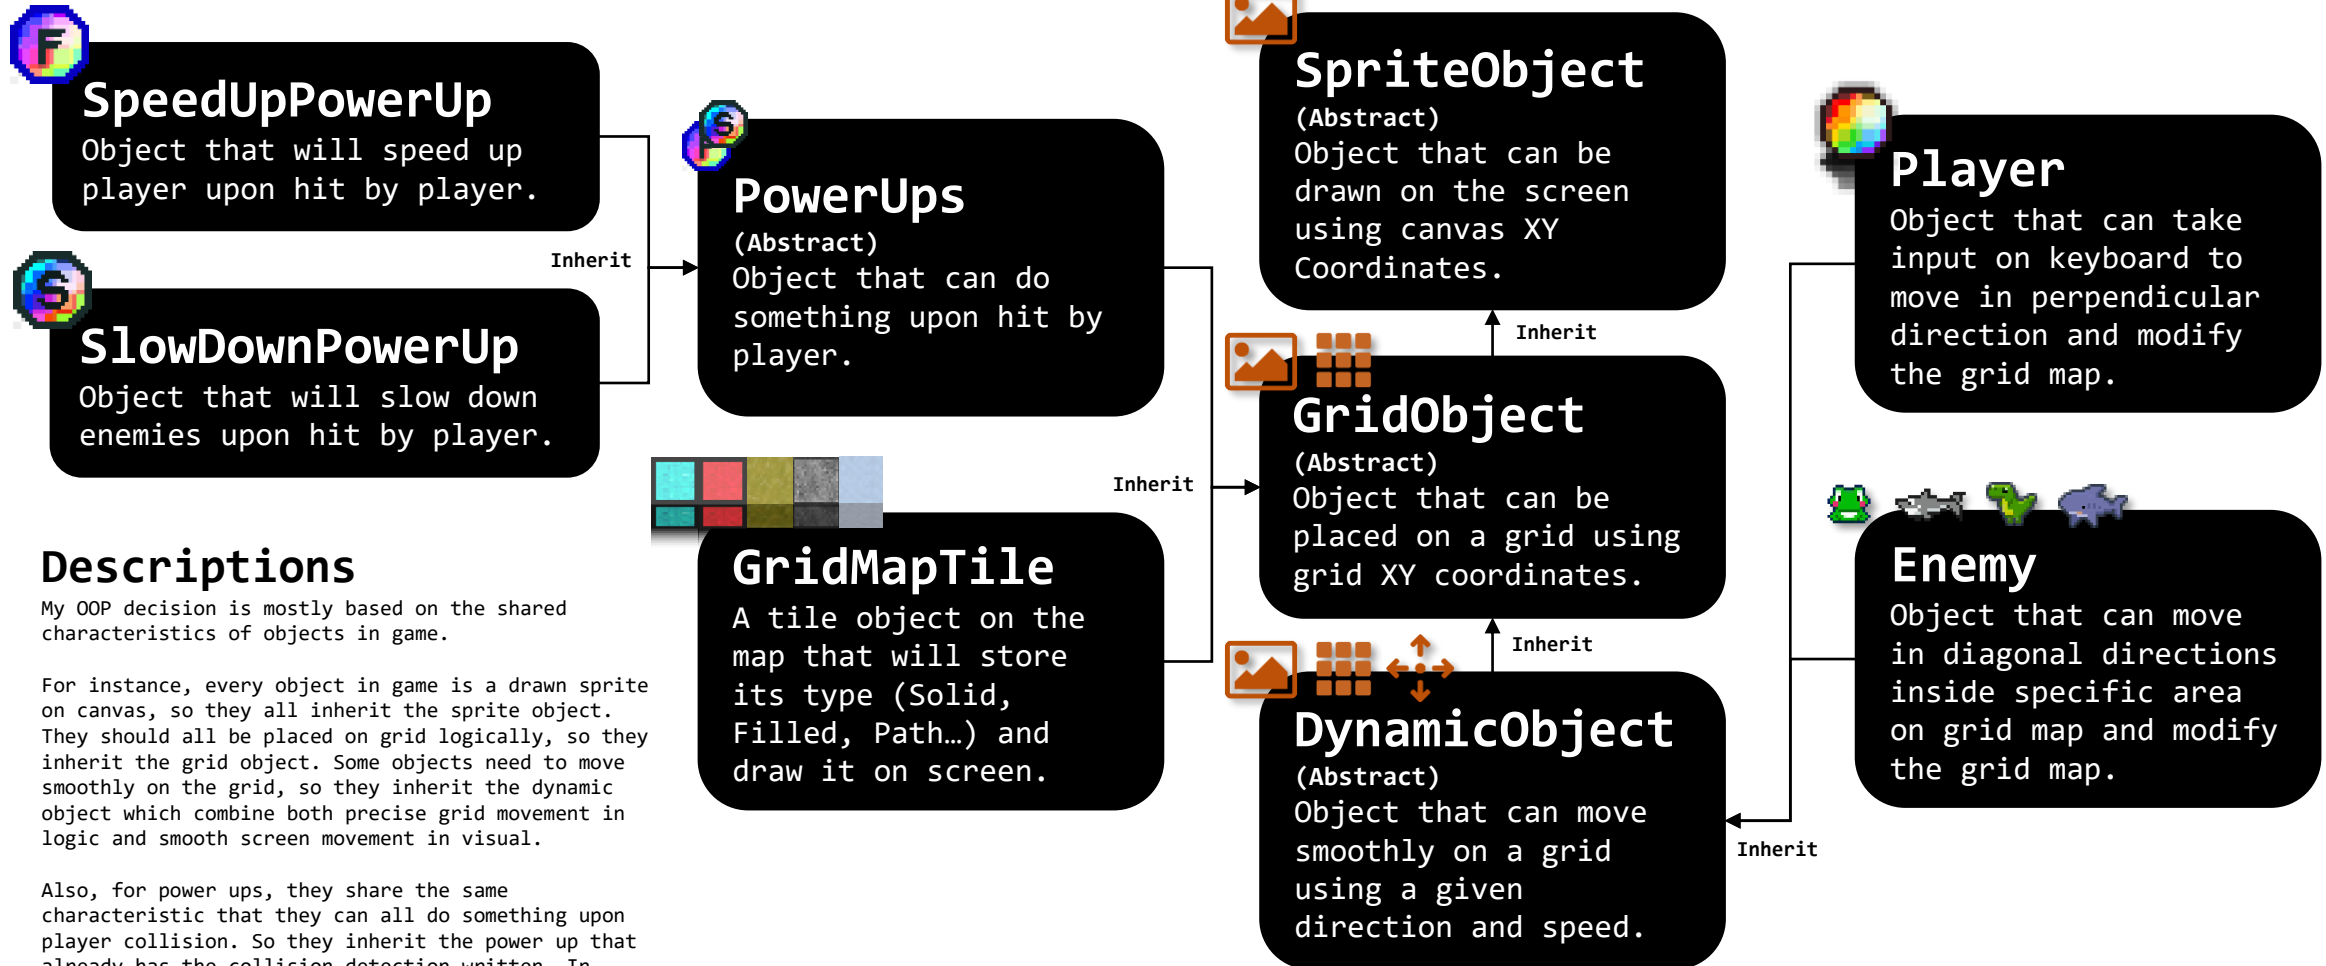 F
SpeedUpPowerUp
Object that will speed up
player upon hit by player.
S
SlowDownPowerUp
Object that will slow down
enemies upon hit by player.
Inherit
S
PowerUps
(Abstract)
Object that can do
something upon hit by
player.
GridMapTile
A tile object on the
map that will store
its type (Solid,
Filled, Path…) and
draw it on screen.
Inherit
SpriteObject
(Abstract)
Object that can be
drawn on the screen
using canvas XY
Coordinates.
Inherit
GridObject
(Abstract)
Object that can be
placed on a grid using
grid XY coordinates.
Inherit
DynamicObject
(Abstract)
Object that can move
smoothly on a grid
using a given
direction and speed.
Player
Object that can take
input on keyboard to
move in perpendicular
direction and modify
the grid map.
Enemy
Object that can move
in diagonal directions
inside specific area
on grid map and modify
the grid map.
Inherit
Descriptions
My OOP decision is mostly based on the shared
characteristics of objects in game.
For instance, every object in game is a drawn sprite
on canvas, so they all inherit the sprite object.
They should all be placed on grid logically, so they
inherit the grid object. Some objects need to move
smoothly on the grid, so they inherit the dynamic
object which combine both precise grid movement in
logic and smooth screen movement in visual.
Also, for power ups, they share the same
characteristic that they can all do something upon
player collision. So they inherit the power up that
already has the collision detection written. In